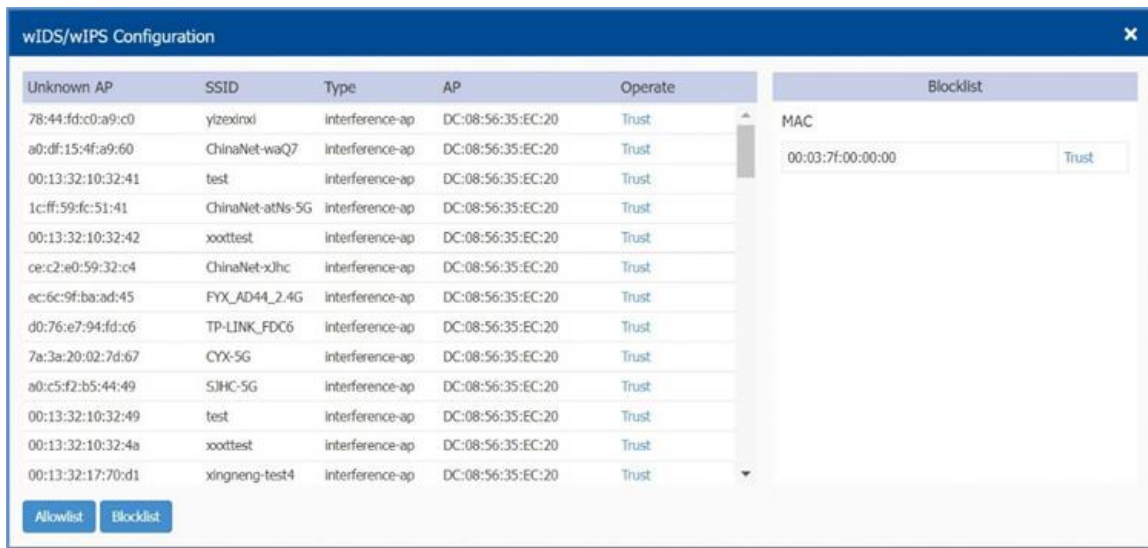 wIDS/wIPS Configuration
Unknown AP SSID Type AP Operate
78:44:fd:c0:a9:c0 yizexinxi interference-ap DC:08:56:35:EC:20 Trust
a0:df:15:4f:a9:60 ChinaNet-waQ7 interference-ap DC:08:56:35:EC:20 Trust
00:13:32:10:32:41 test interference-ap DC:08:56:35:EC:20 Trust
1c:ff:59:fc:51:41 ChinaNet-atNs-5G interference-ap DC:08:56:35:EC:20 Trust
00:13:32:10:32:42 xxxttest interference-ap DC:08:56:35:EC:20 Trust
ce:c2:e0:59:32:c4 ChinaNet-xJhc interference-ap DC:08:56:35:EC:20 Trust
ec:6c:9f:ba:ad:45 FYX_AD44_2.4G interference-ap DC:08:56:35:EC:20 Trust
d0:76:e7:94:fd:c6 TP-LINK_FDC6 interference-ap DC:08:56:35:EC:20 Trust
7a:3a:20:02:7d:67 CYX-5G interference-ap DC:08:56:35:EC:20 Trust
a0:c5:f2:b5:44:49 SJHC-5G interference-ap DC:08:56:35:EC:20 Trust
00:13:32:10:32:49 test interference-ap DC:08:56:35:EC:20 Trust
00:13:32:10:32:4a xxxttest interference-ap DC:08:56:35:EC:20 Trust
00:13:32:17:70:d1 xingneng-test4 interference-ap DC:08:56:35:EC:20 Trust
Allowlist Blocklist
Blocklist
MAC
00:03:7f:00:00:00 Trust